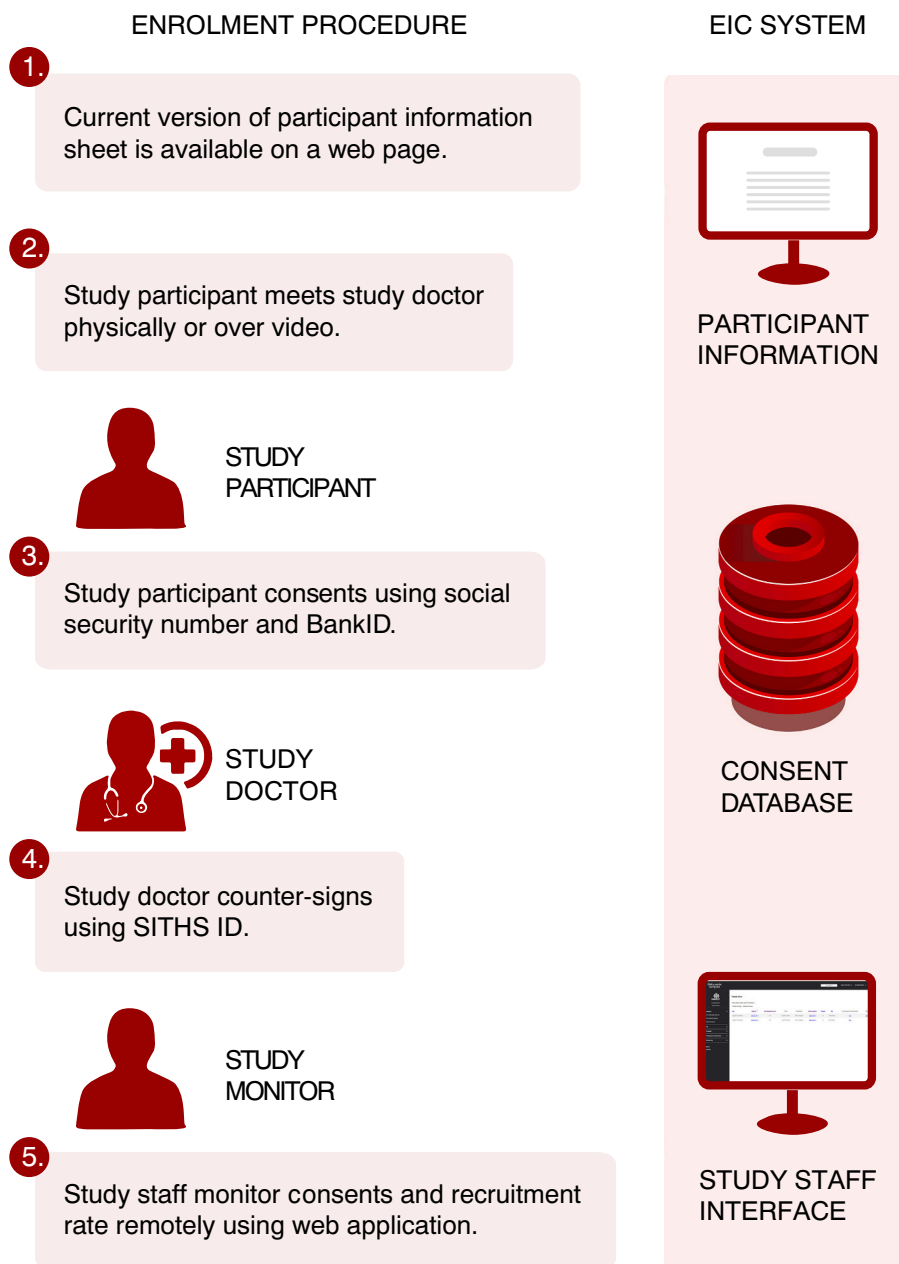 ENROLMENT PROCEDURE
EIC SYSTEM
1.
Current version of participant information
sheet is available on a web page.
2.
Study participant meets study doctor
physically or over video.
PARTICIPANT
INFORMATION
STUDY
PARTICIPANT
3.
Study participant consents using social
security number and BankID.
STUDY
DOCTOR
CONSENT
DATABASE
4.
Study doctor counter-signs
using SITHS ID.
STUDY
MONITOR
5.
Study staff monitor consents and recruitment
rate remotely using web application.
STUDY STAFF
INTERFACE